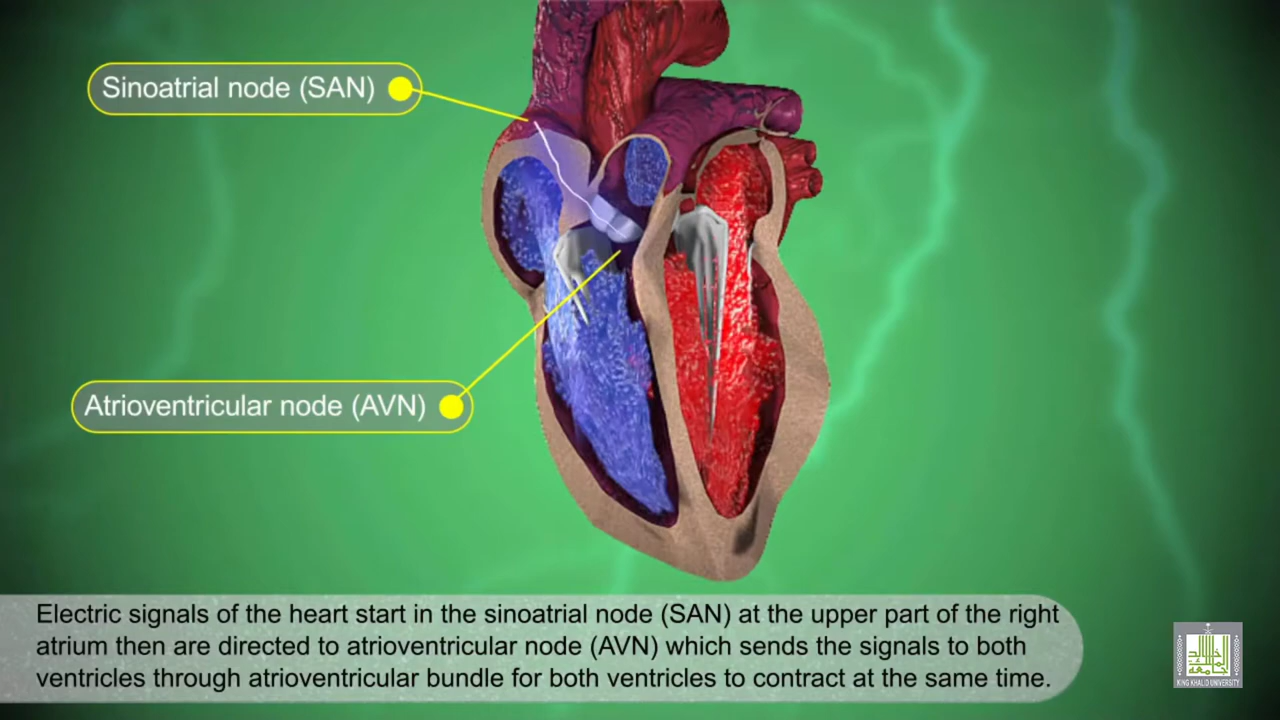 Sinoatrial node (SAN)
Atrioventricular node (AVN)
Electric signals of the heart start in the sinoatrial node (SAN) at the upper part of the right
atrium then are directed to atrioventricular node (AVN) which sends the signals to both
ventricles through atrioventricular bundle for both ventricles to contract at the same time.
KING KHALID UNIVERSITY